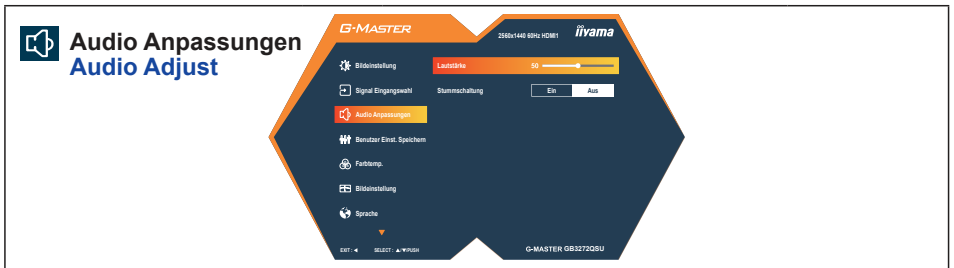 Audio Anpassungen
Audio Adjust
G-MASTER
2560x1440 60Hz HDMI1
iiyama
Bildeinstellung
Lautstärke
50
Signal Eingangswahl
Stummschaltung
Ein
Aus
Audio Anpassungen
Benutzer Einst. Speichern
Farbtemp.
Bildeinstellung
Sprache
EXIT : ◀
SELECT : ▲/▼/PUSH
G-MASTER GB3272QSU